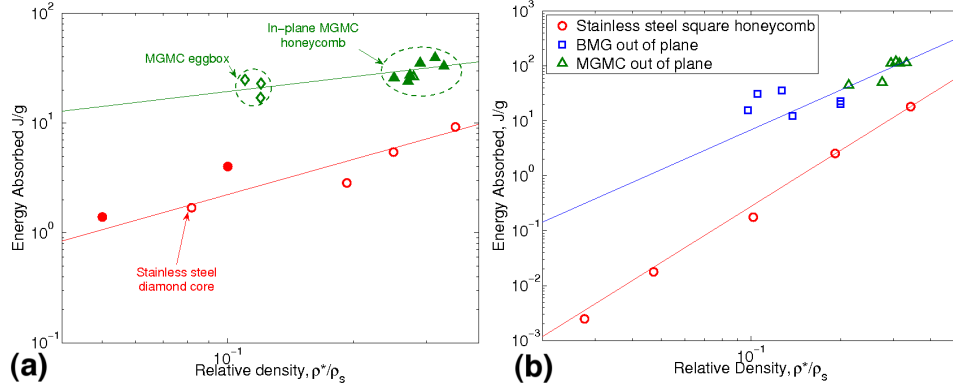 10²
10¹
10⁰
10⁻¹
10⁻¹
Energy Absorbed J/g
Relative density, ρ*/ρs
MGMC eggbox
In-plane MGMC
honeycomb
Stainless steel
diamond core
(a)
10³
10²
10¹
10⁰
10⁻¹
10⁻²
10⁻³
10⁻¹
Energy Absorbed, J/g
Relative density, ρ*/ρs
Stainless steel square honeycomb
BMG out of plane
MGMC out of plane
(b)